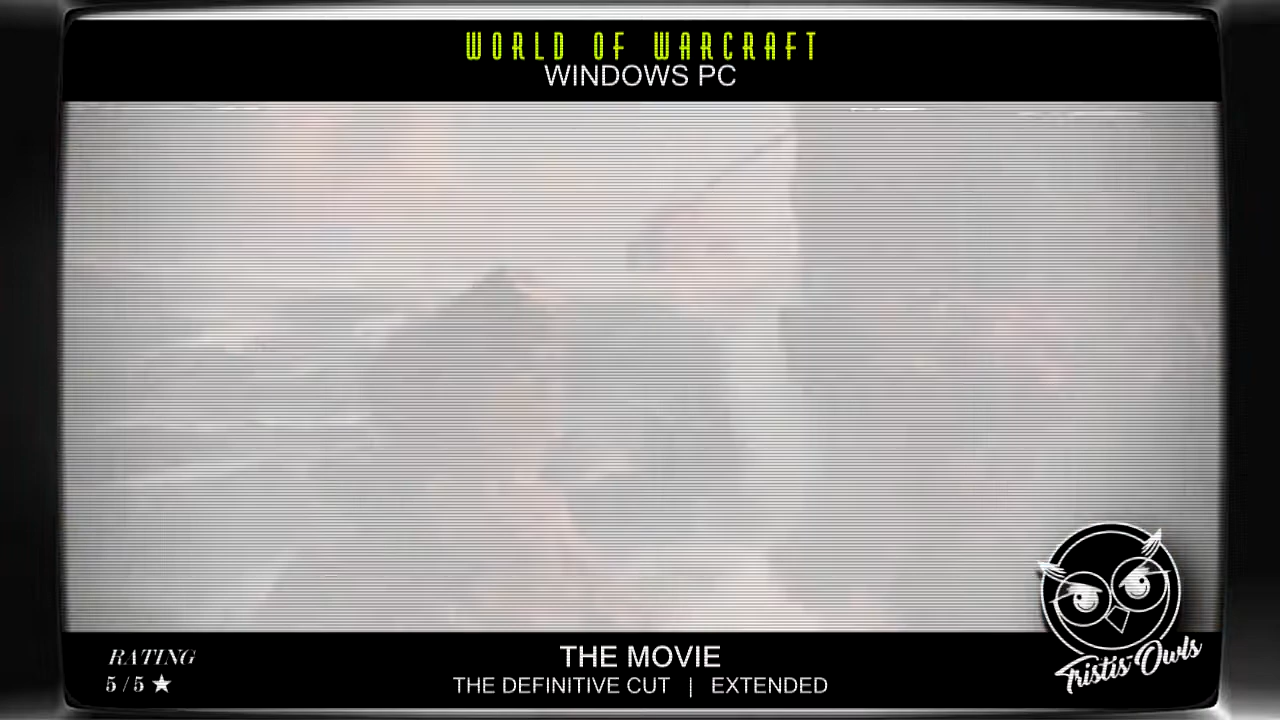 WORLD OF WARCRAFT
WINDOWS PC
RATING
5/5★
THE MOVIE
THE DEFINITIVE CUT | EXTENDED
Tristis-Owls